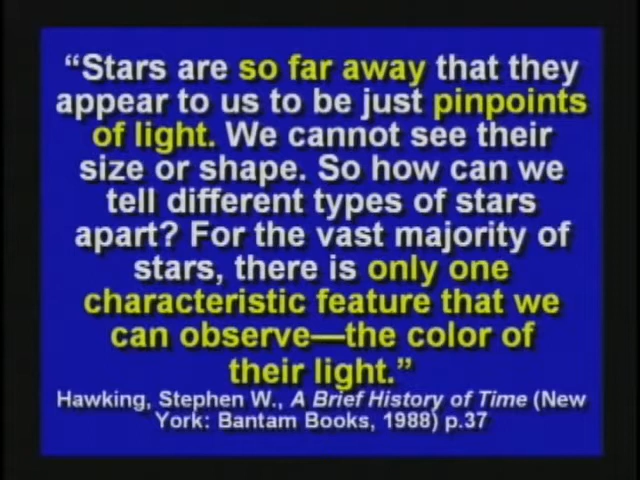 “Stars are so far away that they
appear to us to be just pinpoints
of light. We cannot see their
size or shape. So how can we
tell different types of stars
apart? For the vast majority of
stars, there is only one
characteristic feature that we
can observe—the color of
their light.”
Hawking, Stephen W., A Brief History of Time (New
York: Bantam Books, 1988) p.37